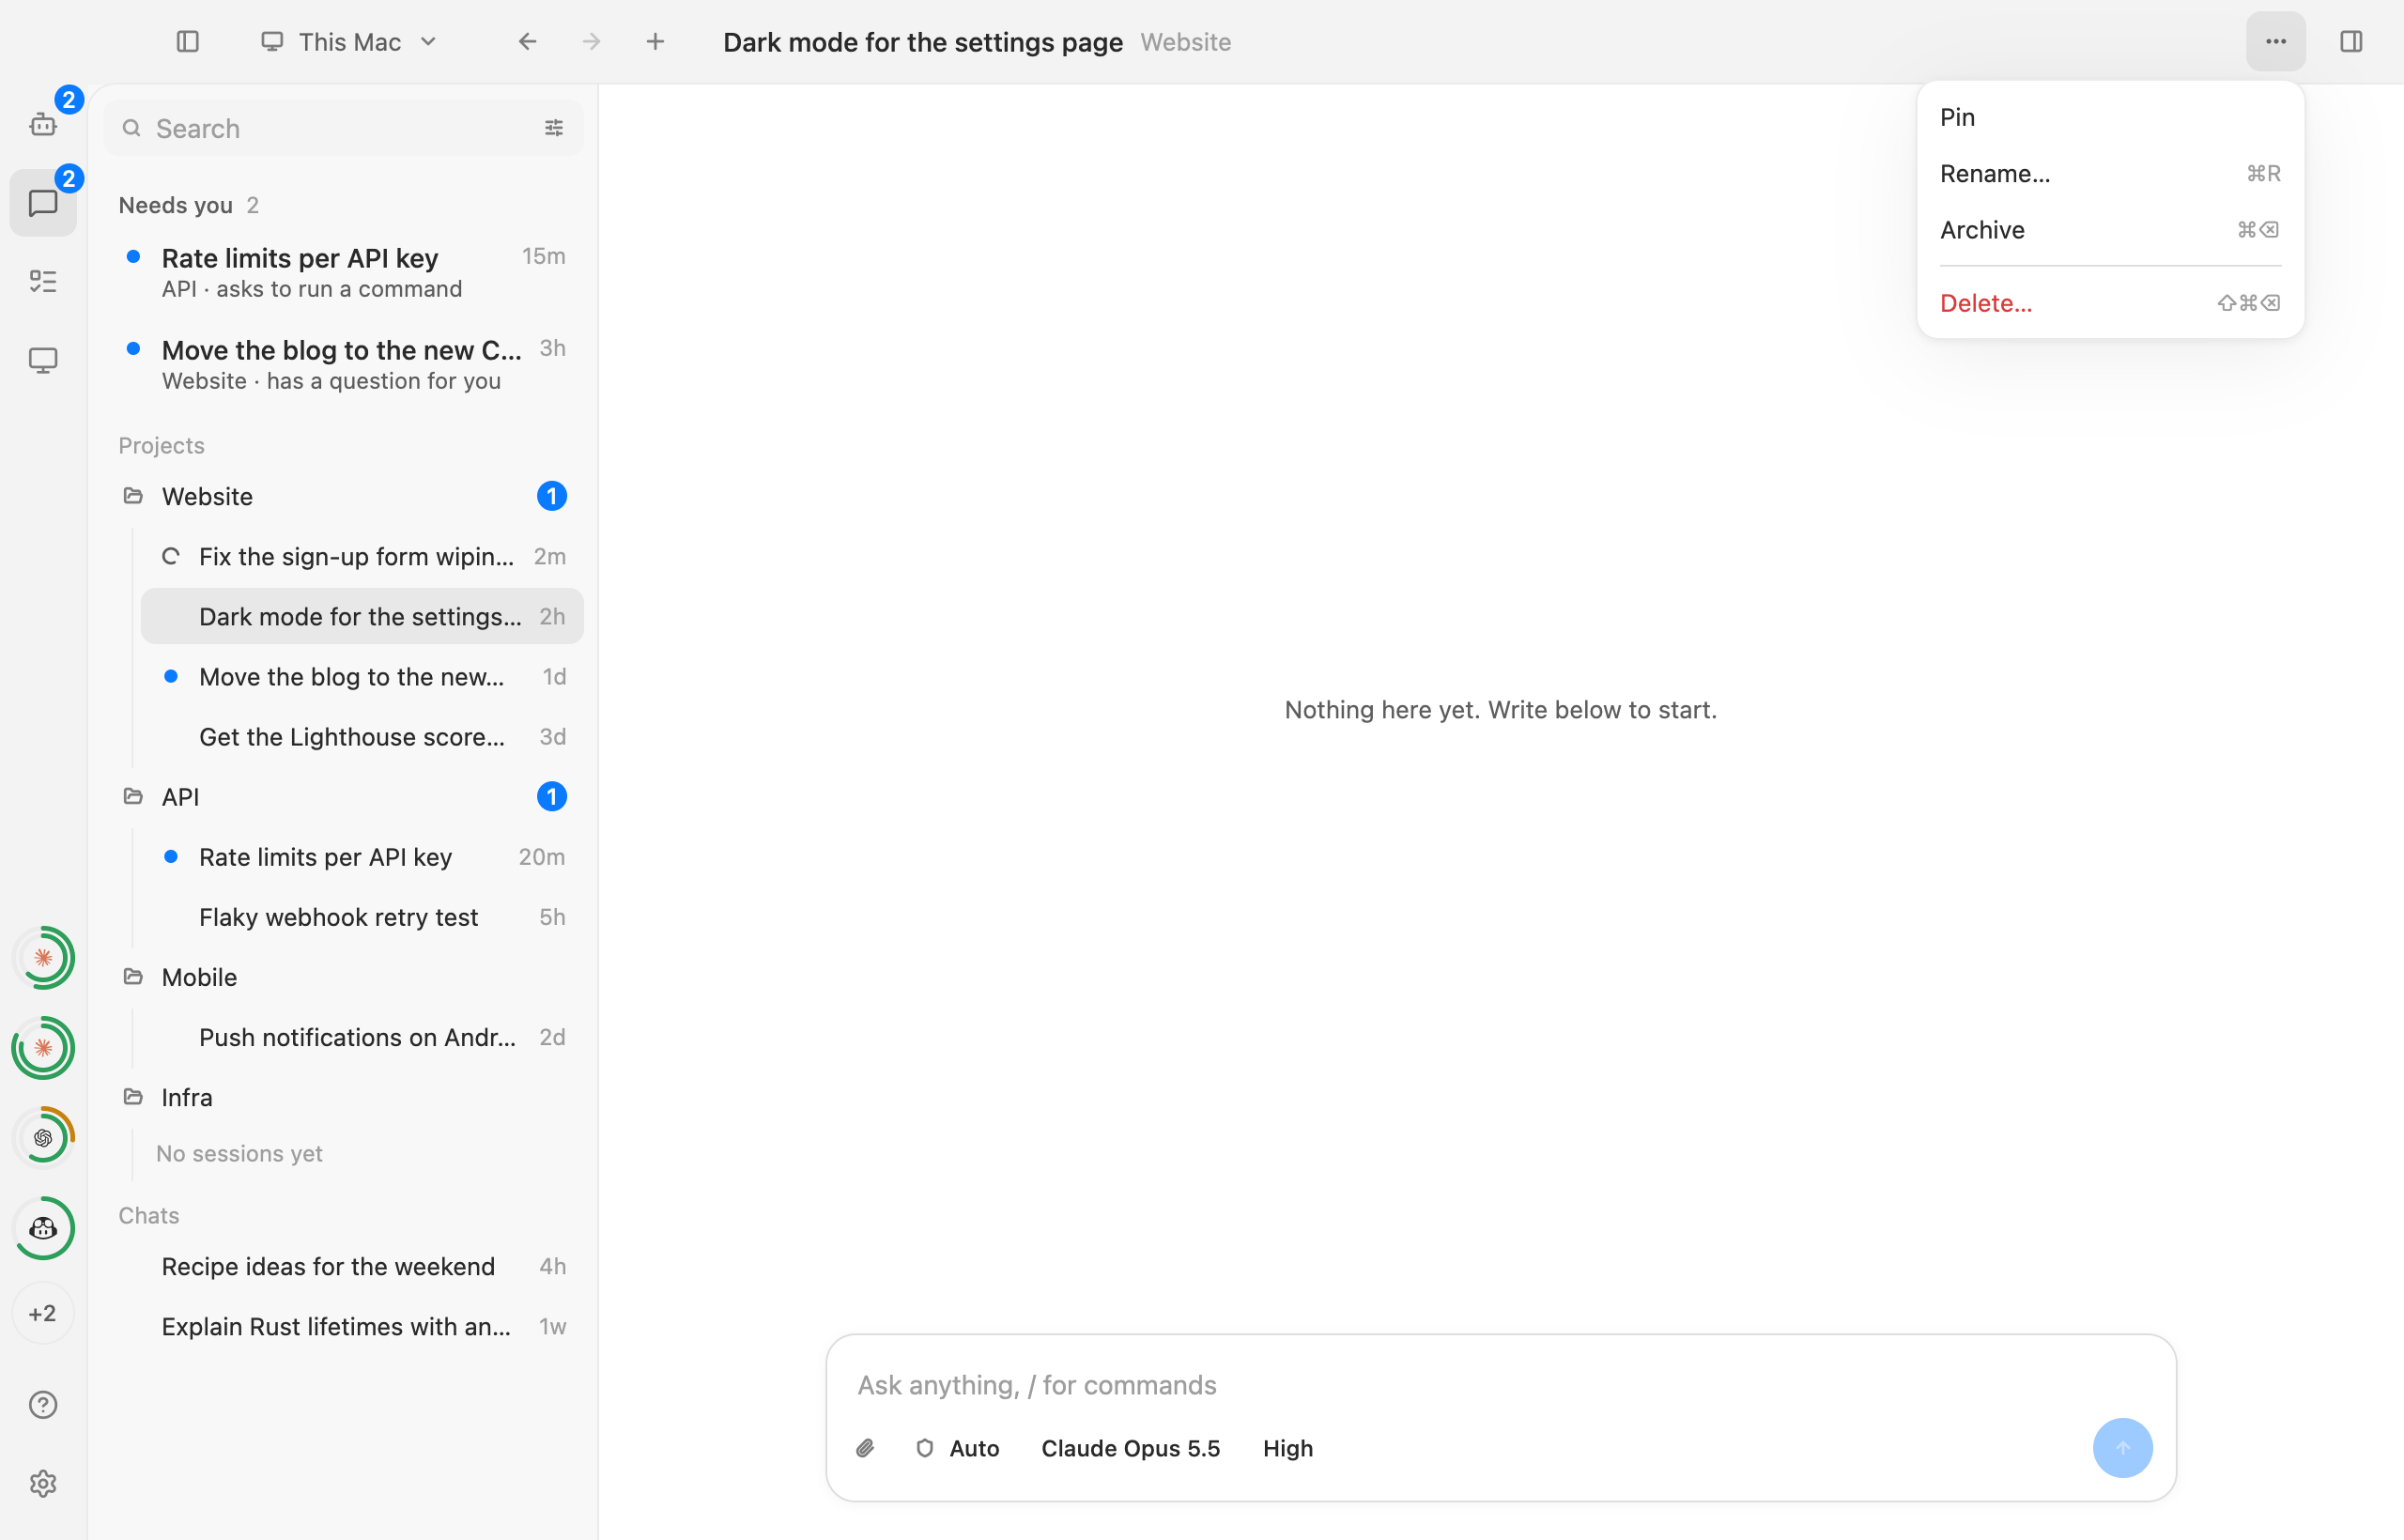 This Mac
Dark mode for the settings page Website
2
2
Search
Needs you 2
Rate limits per API key 15m
API · asks to run a command
Move the blog to the new C... 3h
Website · has a question for you
Projects
Website 1
Fix the sign-up form wipin... 2m
Dark mode for the settings... 2h
Move the blog to the new... 1d
Get the Lighthouse score... 3d
API 1
Rate limits per API key 20m
Flaky webhook retry test 5h
Mobile
Push notifications on Andr... 2d
Infra
No sessions yet
Chats
Recipe ideas for the weekend 4h
Explain Rust lifetimes with an... 1w
+2
Pin
Rename... ⌘R
Archive ⌘⌫
Delete... ⇧⌘⌫
Nothing here yet. Write below to start.
Ask anything, / for commands
Auto Claude Opus 5.5 High